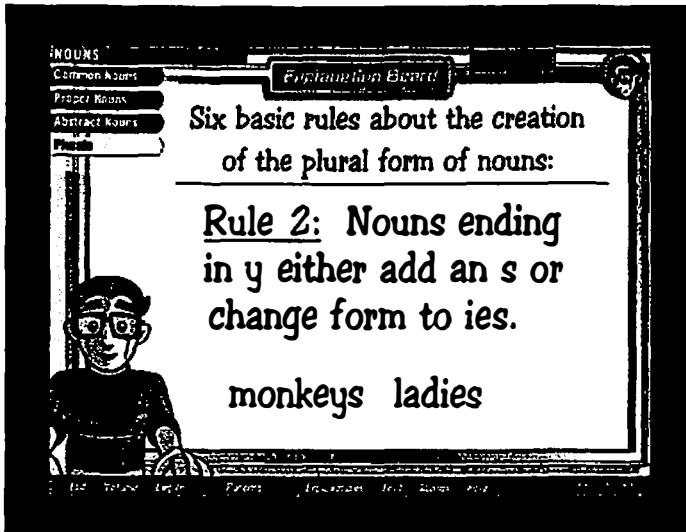 NOUNS
Common Nouns
Proper Nouns
Abstract Nouns
Plurals
Explanation Board
Six basic rules about the creation
of the plural form of nouns:
Rule 2: Nouns ending
in y either add an s or
change form to ies.
monkeys ladies